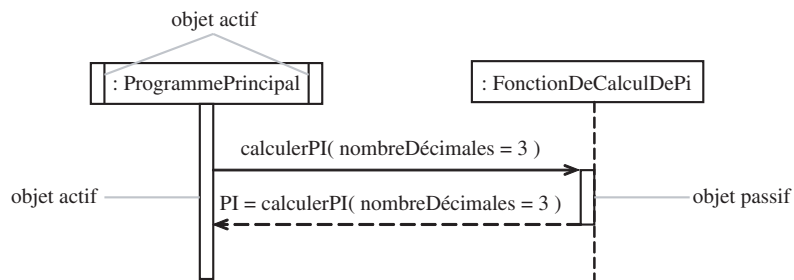 objet actif
: ProgrammePrincipal
: FonctionDeCalculDePi
calculerPI( nombreDécimales = 3 )
objet actif
PI = calculerPI( nombreDécimales = 3 )
objet passif